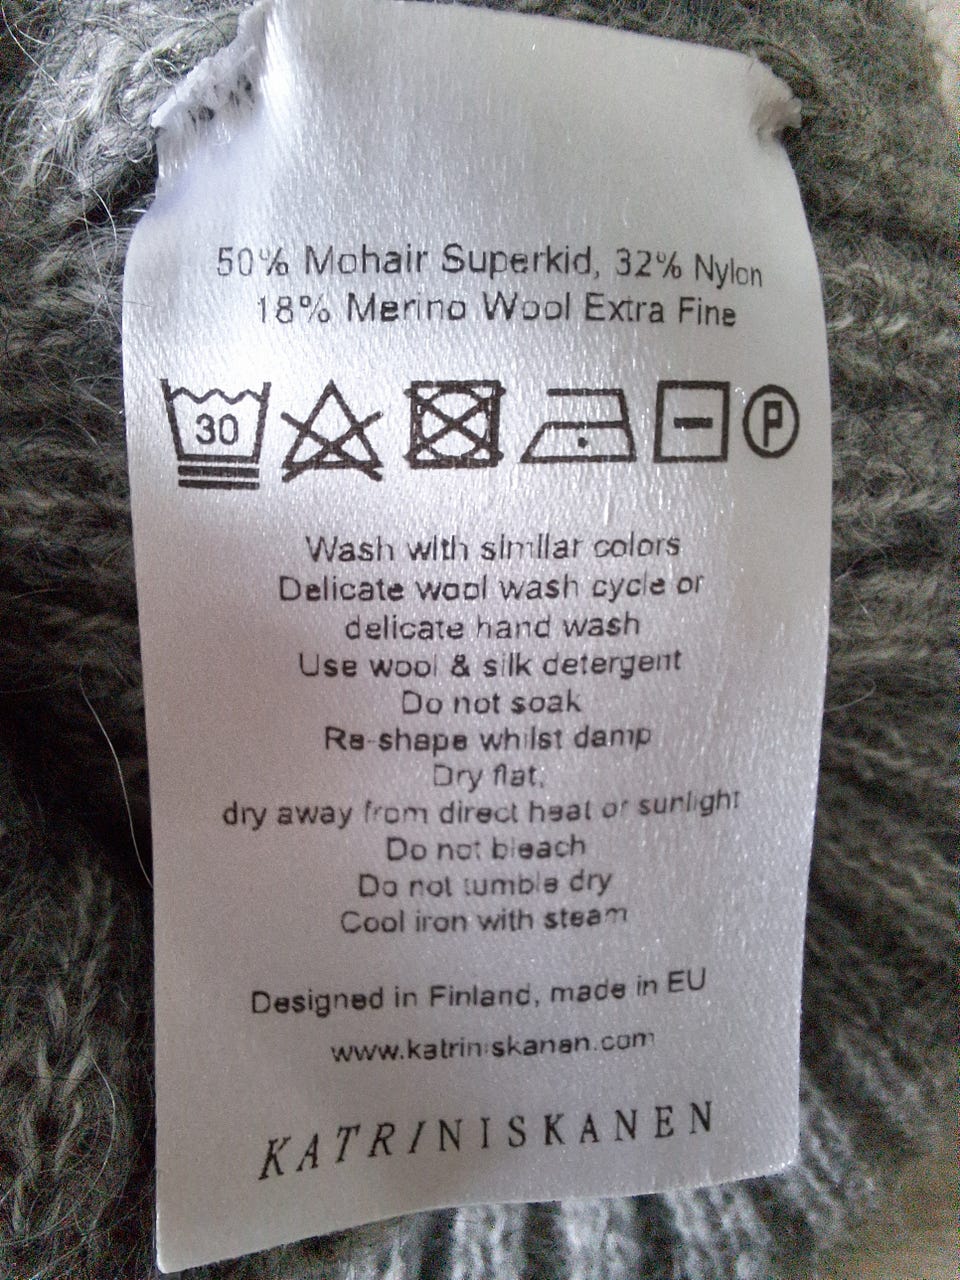 50% Mohair Superkid, 32% Nylon
18% Merino Wool Extra Fine
30 P
Wash with similar colors
Delicate wool wash cycle or
delicate hand wash
Use wool & silk detergent
Do not soak
Re-shape whilst damp
Dry flat,
dry away from direct heat or sunlight
Do not bleach
Do not tumble dry
Cool iron with steam
Designed in Finland, made in EU
www.katriniskanen.com
KATRI NISKANEN